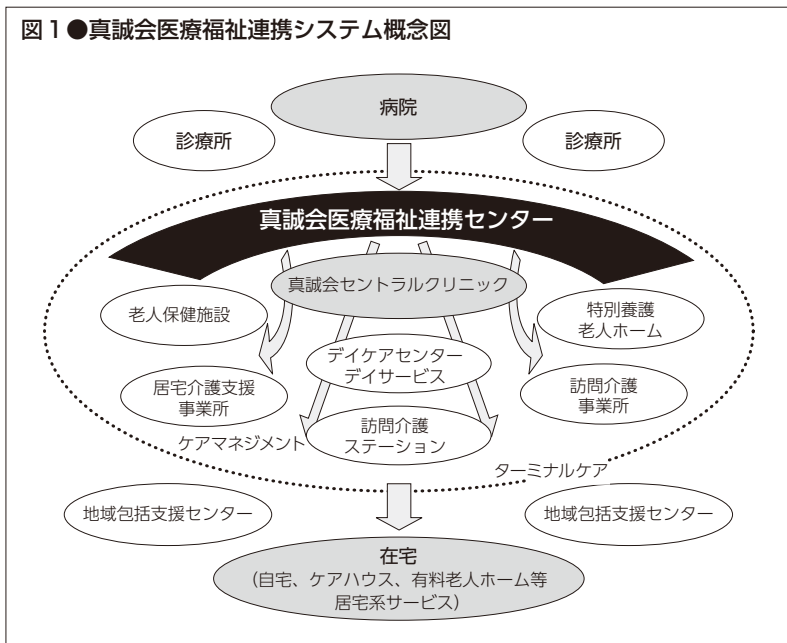 図1●真誠会医療福祉連携システム概念図
病院
診療所
診療所
真誠会医療福祉連携センター
真誠会セントラルクリニック
老人保健施設
特別養護
老人ホーム
デイケアセンター
デイサービス
居宅介護支援
事業所
訪問介護
事業所
訪問介護
ステーション
ケアマネジメント
ターミナルケア
地域包括支援センター
地域包括支援センター
在宅
(自宅、ケアハウス、有料老人ホーム等
居宅系サービス)